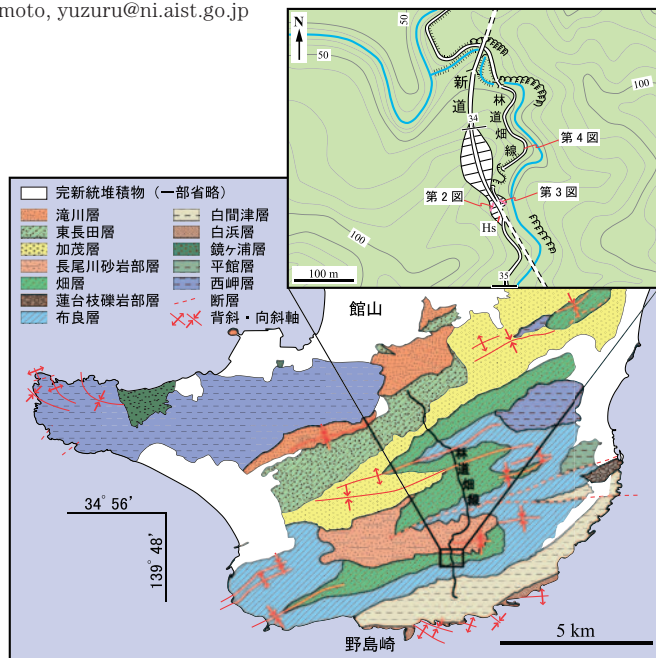 moto, yuzuru@ni.aist.go.jp
N
50
50
100
100
新道
林道畑線
34
第４図
第２図
第３図
Hs
35
100 m
完新統堆積物（一部省略）
滝川層
東長田層
加茂層
長尾川砂岩部層
畑層
蓮台枝礫岩部層
布良層
白間津層
白浜層
鏡ヶ浦層
平館層
西岬層
断層
背斜・向斜軸
館山
林道畑線
34° 56’
139° 48’
野島崎
5 km